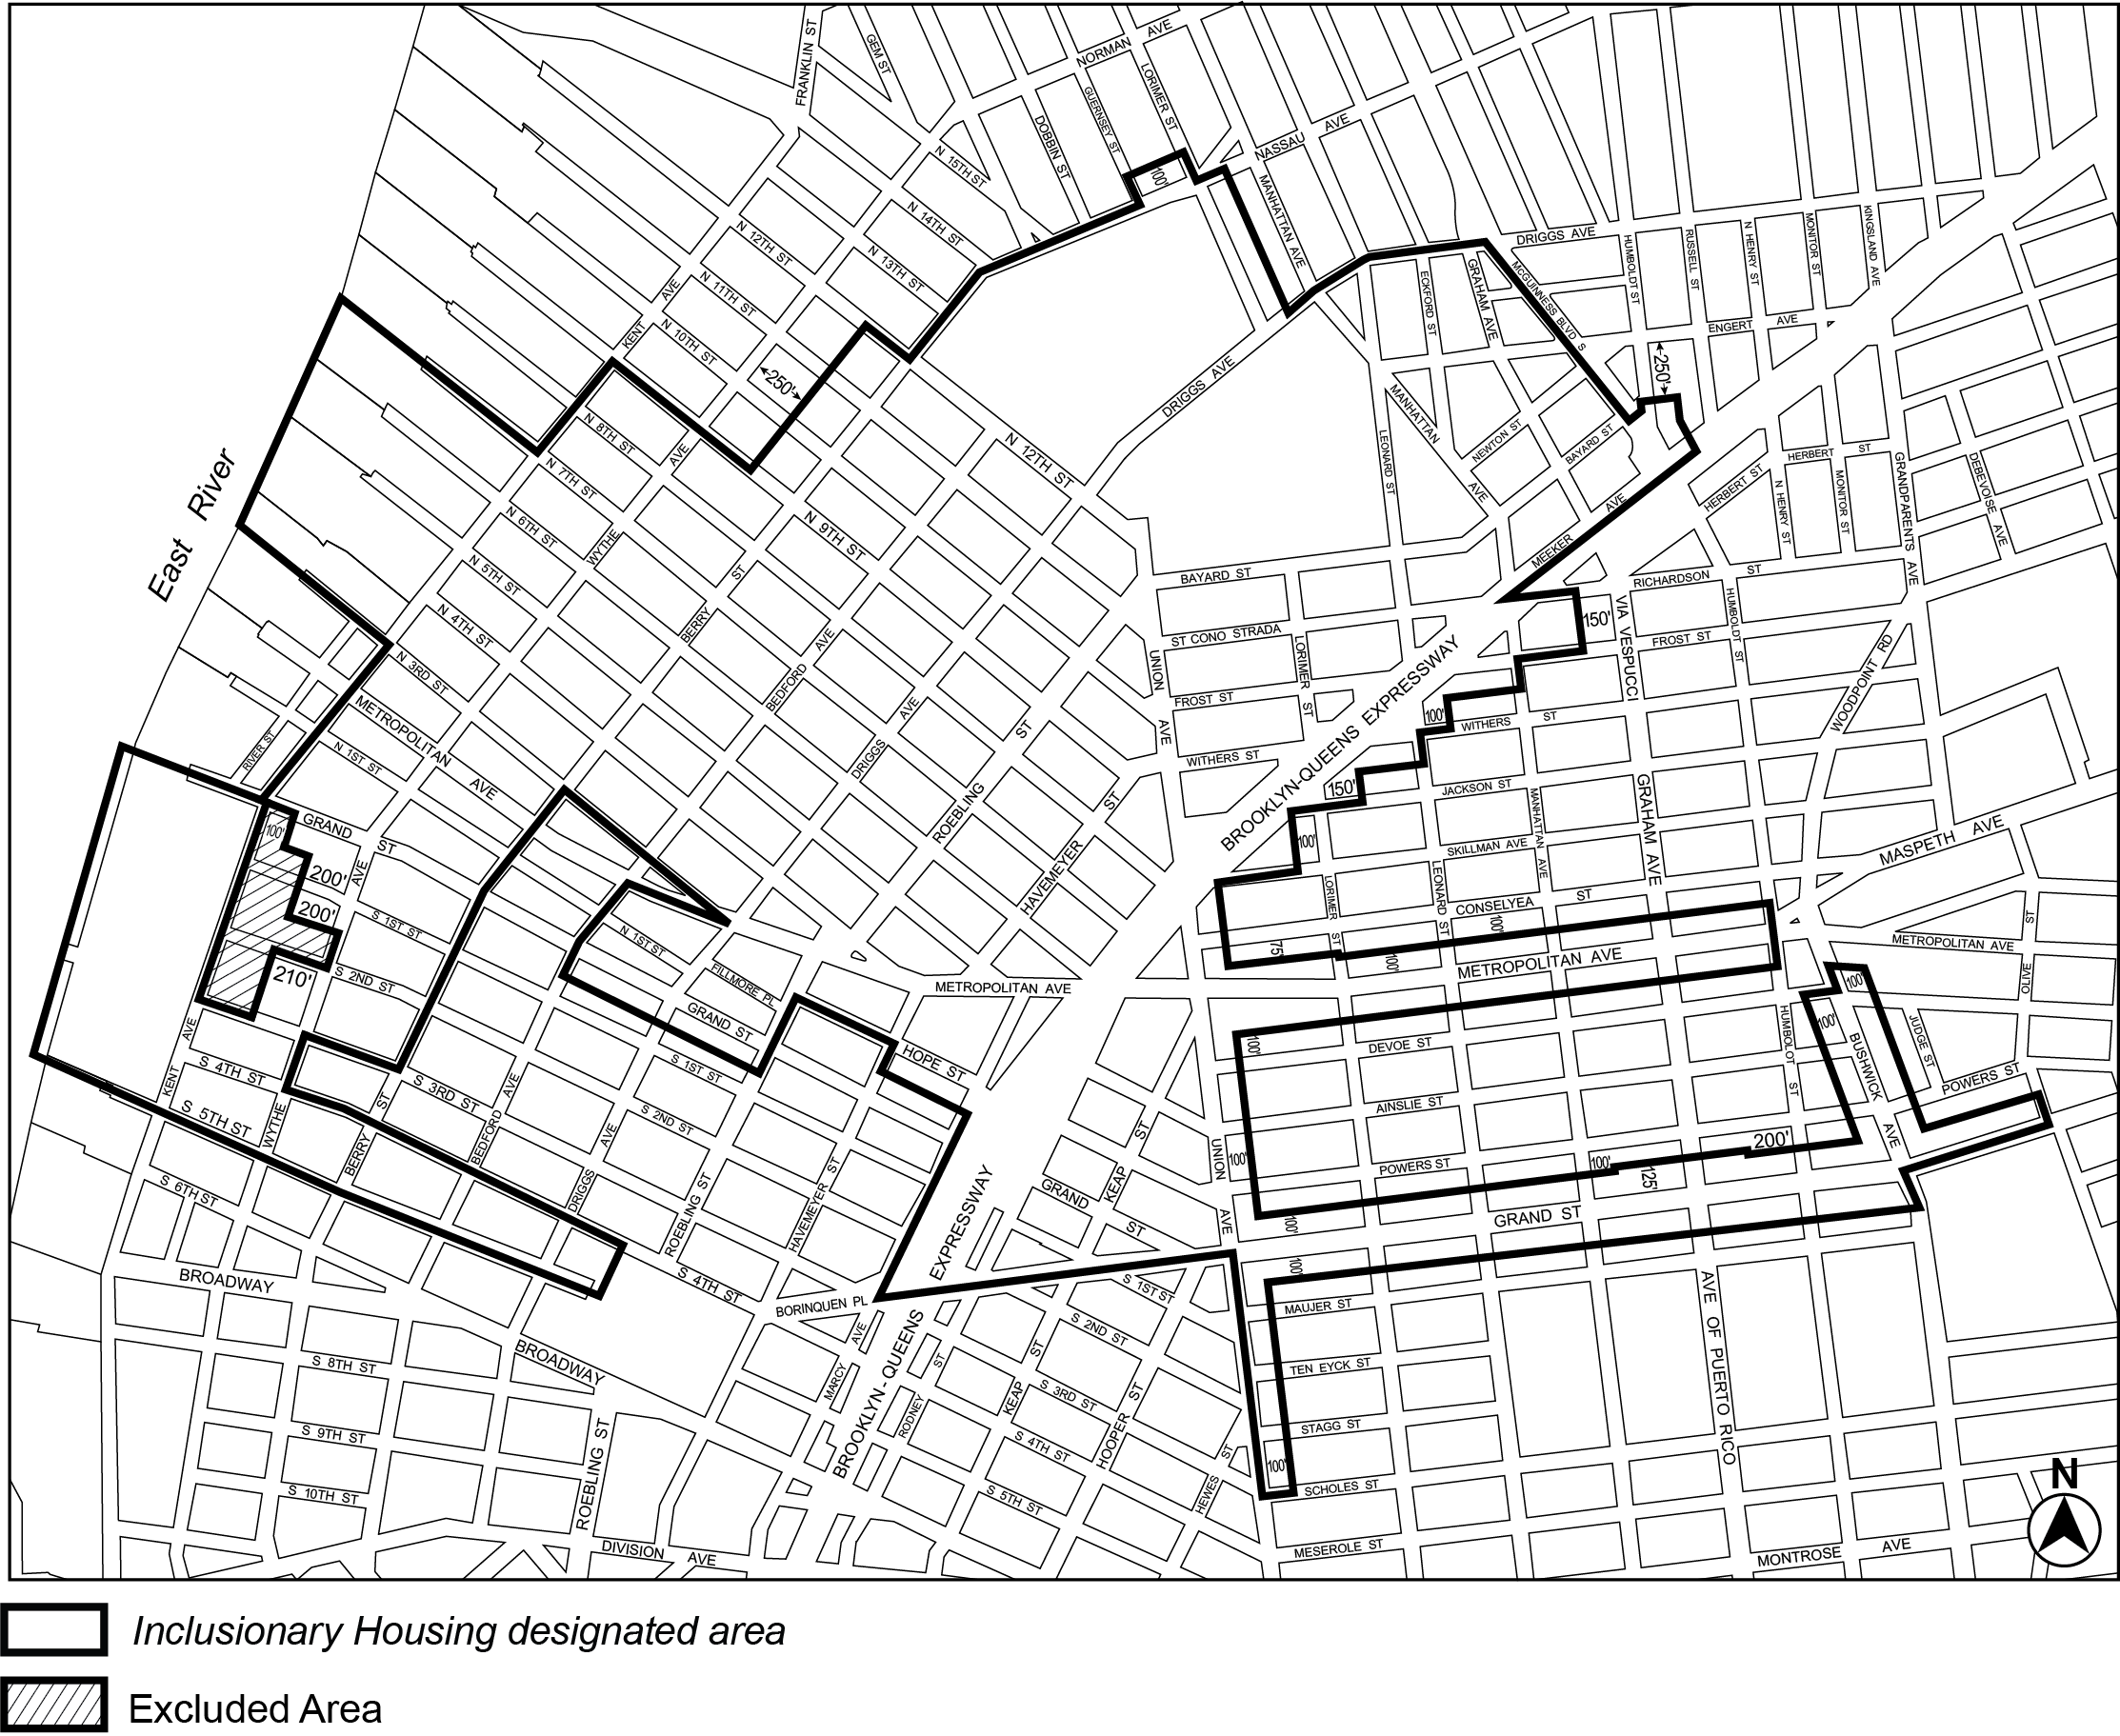 FRANKLIN ST
GEM ST
NORMAN AVE
LORIMER ST
GUERNSEY ST
DOBBIN ST
NASSAU AVE
N 15TH ST
100'
MANHATTAN AVE
N 14TH ST
N 12TH ST
N 13TH ST
DRIGGS AVE
HUMBOLDT ST
RUSSELL ST
N HENRY ST
MONITOR ST
KINGSLAND AVE
MCGUINNESS BLVD S
GRAHAM AVE
ECKFORD ST
N 11TH ST
KENT AVE
N 10TH ST
250'
ENGERT AVE
250'
DRIGGS AVE
MANHATTAN AVE
LEONARD ST
NEWTON ST
BAYARD ST
N 8TH ST
N 7TH ST
WYTHE AVE
N 12TH ST
N 9TH ST
HERBERT ST
HERBERT ST
N HENRY ST
MONITOR ST
GRANDPARENTS AVE
DEBEVOISE AVE
East River
N 6TH ST
N 5TH ST
N 4TH ST
N 3RD ST
BERRY ST
BEDFORD AVE
MEEKER AVE
BAYARD ST
RICHARDSON ST
HUMBOLDT ST
150'
VIA VESPUCCI
FROST ST
ST CONO STRADA
UNION AVE
LORIMER ST
FROST ST
WITHERS ST
BROOKLYN-QUEENS EXPRESSWAY
WOODPOINT RD
100'
WITHERS ST
METROPOLITAN AVE
N 1ST ST
RIVER ST
DRIGGS AVE
ROEBLING ST
HAVEMEYER ST
150'
JACKSON ST
MANHATTAN AVE
GRAHAM AVE
100'
SKILLMAN AVE
MASPETH AVE
GRAND ST
100'
200'
200'
210'
AVE
S 1ST ST
S 2ND ST
LORIMER ST
LEONARD ST
CONSELYEA ST
100'
75'
100'
METROPOLITAN AVE
METROPOLITAN AVE
OLIVE ST
N 1ST ST
FILLMORE PL
METROPOLITAN AVE
GRAND ST
HOPE ST
S 1ST ST
100'
DEVOE ST
100'
100'
HUMBOLDT ST
BUSHWICK AVE
JUDGE ST
POWERS ST
KENT AVE
S 4TH ST
S 5TH ST
WYTHE
BERRY ST
S 3RD ST
BEDFORD AVE
S 2ND ST
AINSLIE ST
200'
UNION AVE
100'
POWERS ST
100'
125'
S 6TH ST
DRIGGS AVE
ROEBLING ST
HAVEMEYER ST
KEAP ST
GRAND ST
100'
GRAND ST
BROADWAY
S 4TH ST
BORINQUEN PL
EXPRESSWAY
S 1ST ST
100'
MAUJER ST
AVE OF PUERTO RICO
BROADWAY
S 8TH ST
MARCY AVE
BROOKLYN-QUEENS
S 2ND ST
TEN EYCK ST
RODNEY ST
KEAP ST
S 3RD ST
HOOPER ST
STAGG ST
S 9TH ST
ROEBLING ST
S 4TH ST
HEWES ST
100'
SCHOLES ST
S 10TH ST
S 5TH ST
DIVISION AVE
MESEROLE ST
MONTROSE AVE
N
Inclusionary Housing designated area
Excluded Area